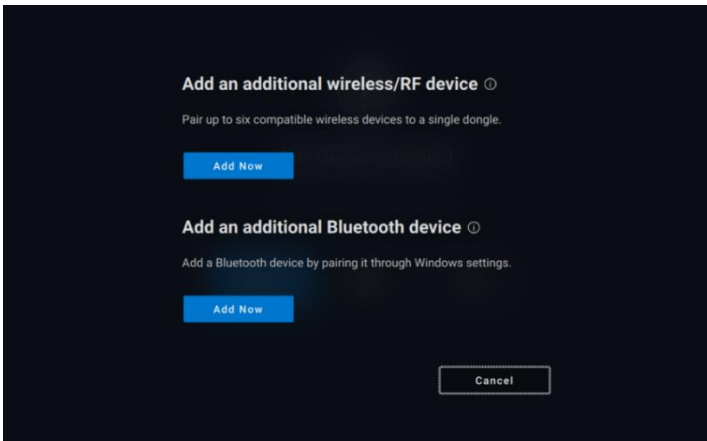 Add an additional wireless/RF device
Pair up to six compatible wireless devices to a single dongle.
Add Now
Add an additional Bluetooth device
Add a Bluetooth device by pairing it through Windows settings.
Add Now
Cancel